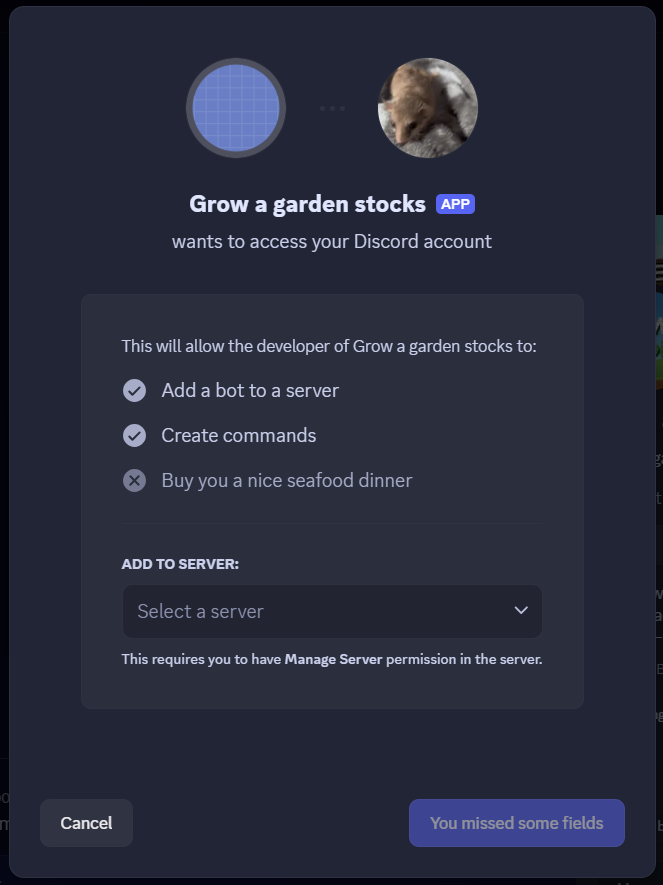 Grow a garden stocks APP
wants to access your Discord account
This will allow the developer of Grow a garden stocks to:
Add a bot to a server
Create commands
Buy you a nice seafood dinner
ADD TO SERVER:
Select a server
This requires you to have Manage Server permission in the server.
Cancel
You missed some fields